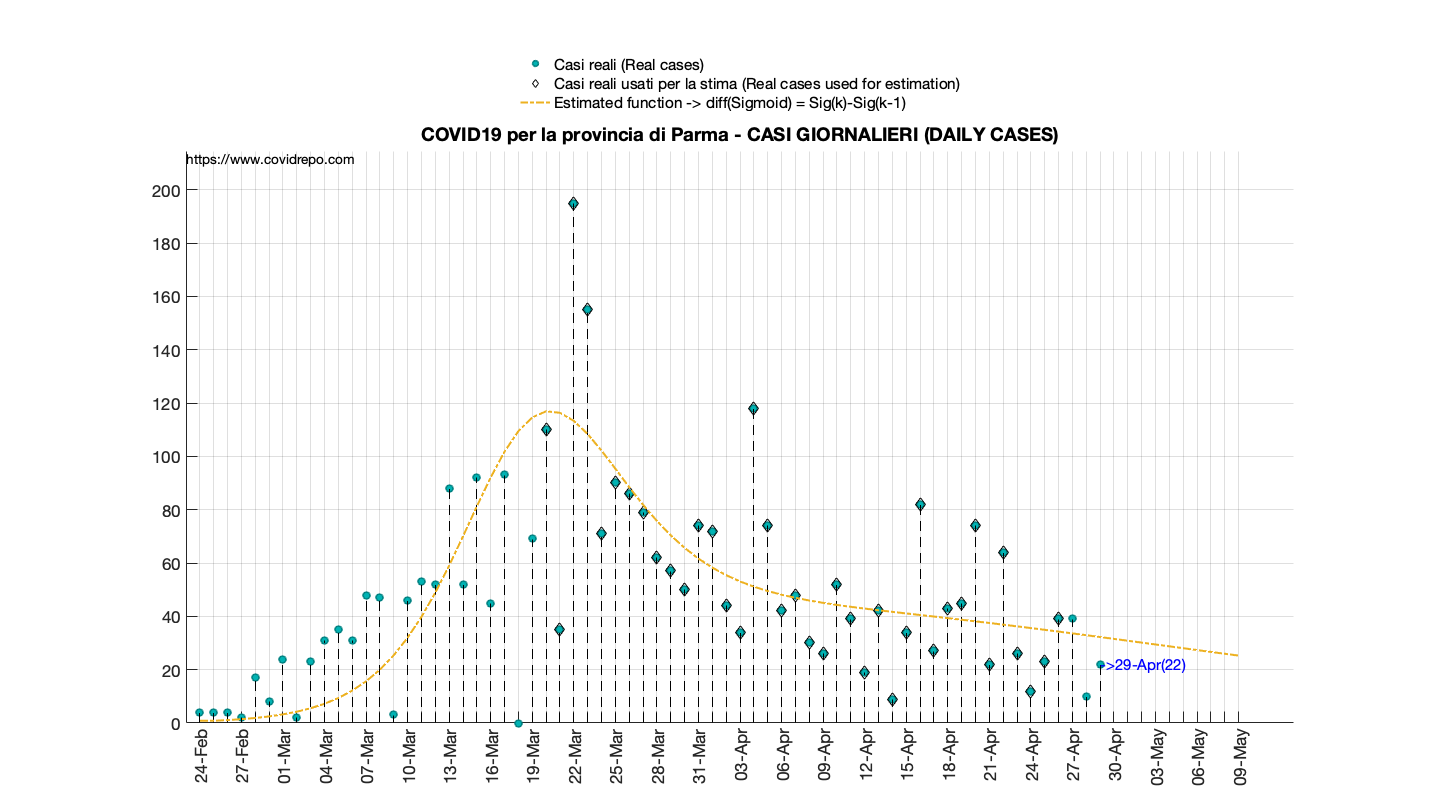 Casi reali (Real cases)
Casi reali usati per la stima (Real cases used for estimation)
Estimated function -> diff(Sigmoid) = Sig(k)-Sig(k-1)
COVID19 per la provincia di Parma - CASI GIORNALIERI (DAILY CASES)
https://www.covidrepo.com
200
180
160
140
120
100
80
60
40
20
0
>29-Apr(22)
24-Feb
27-Feb
01-Mar
04-Mar
07-Mar
10-Mar
13-Mar
16-Mar
19-Mar
22-Mar
25-Mar
28-Mar
31-Mar
03-Apr
06-Apr
09-Apr
12-Apr
15-Apr
18-Apr
21-Apr
24-Apr
27-Apr
30-Apr
03-May
06-May
09-May